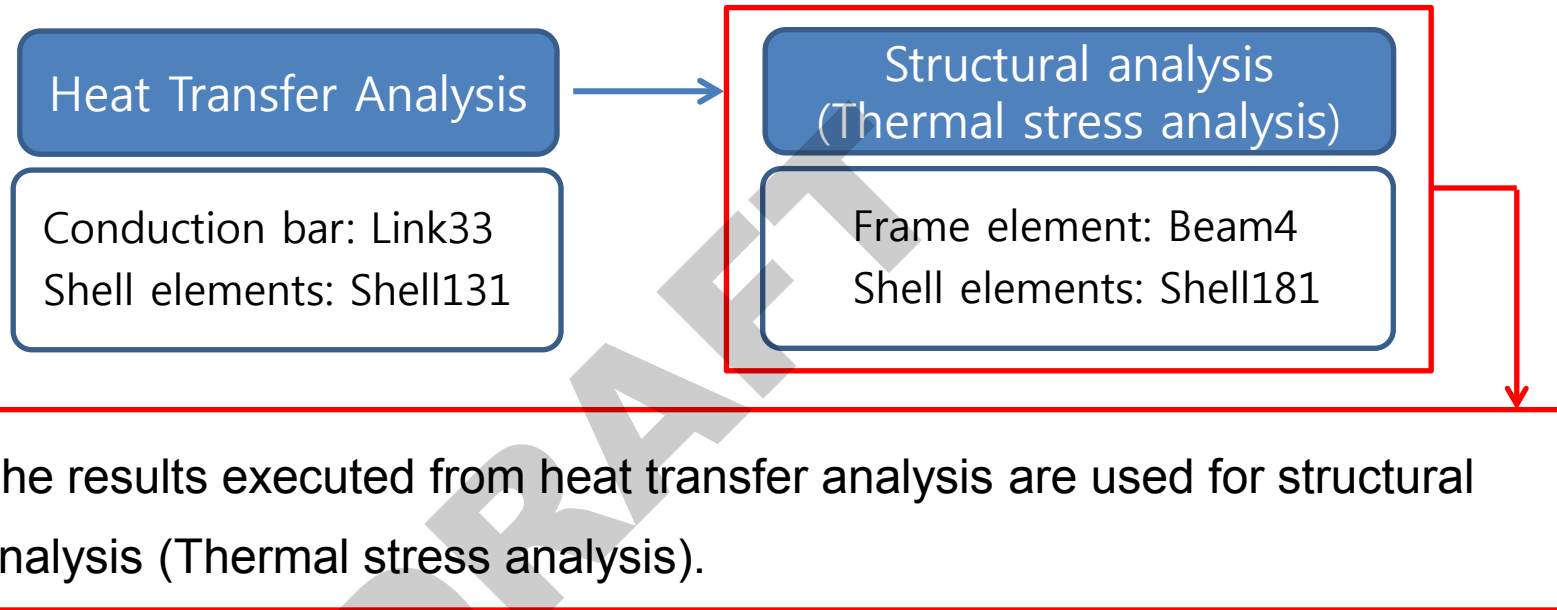 Heat Transfer Analysis
Conduction bar: Link33
Shell elements: Shell131
Structural analysis
(Thermal stress analysis)
Frame element: Beam4
Shell elements: Shell181
he results executed from heat transfer analysis are used for structural
nalysis (Thermal stress analysis).
DRAFT